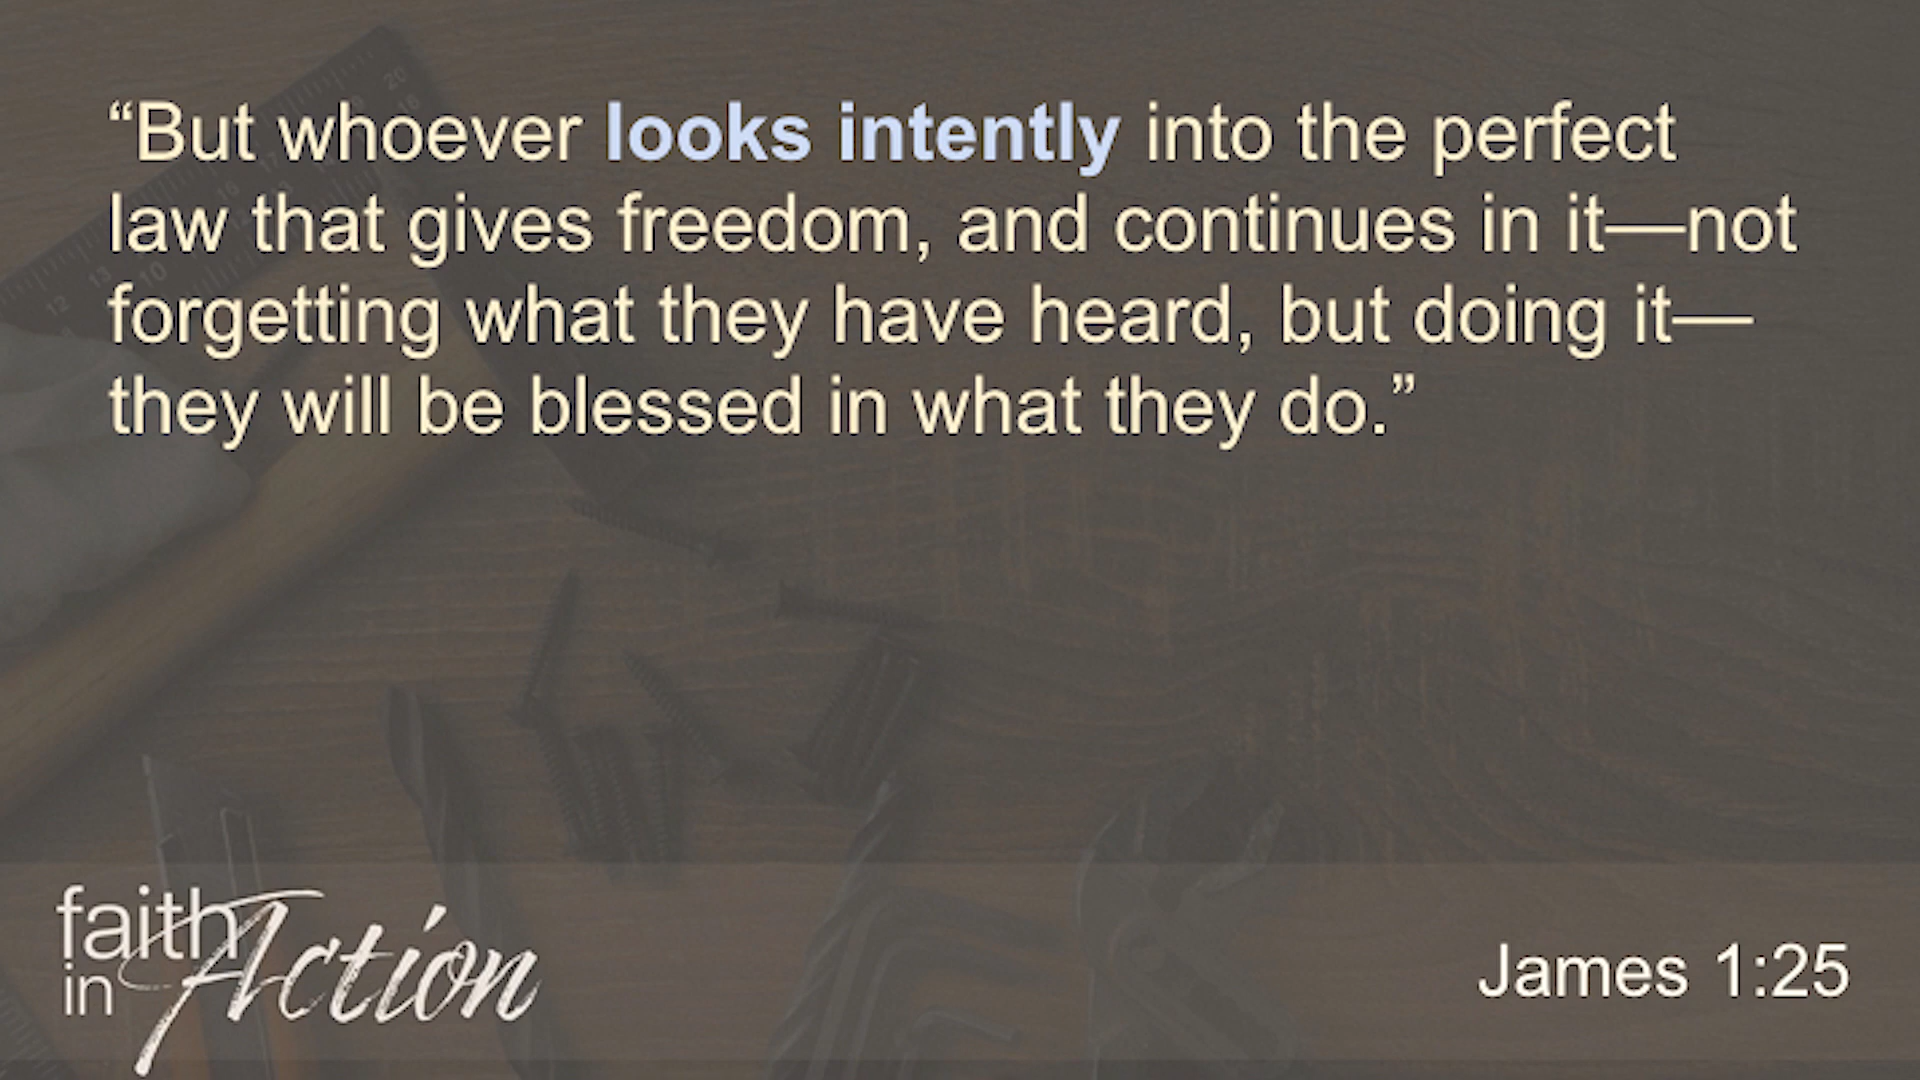 “But whoever looks intently into the perfect
law that gives freedom, and continues in it—not
forgetting what they have heard, but doing it—
they will be blessed in what they do.”
faith
in Action
James 1:25